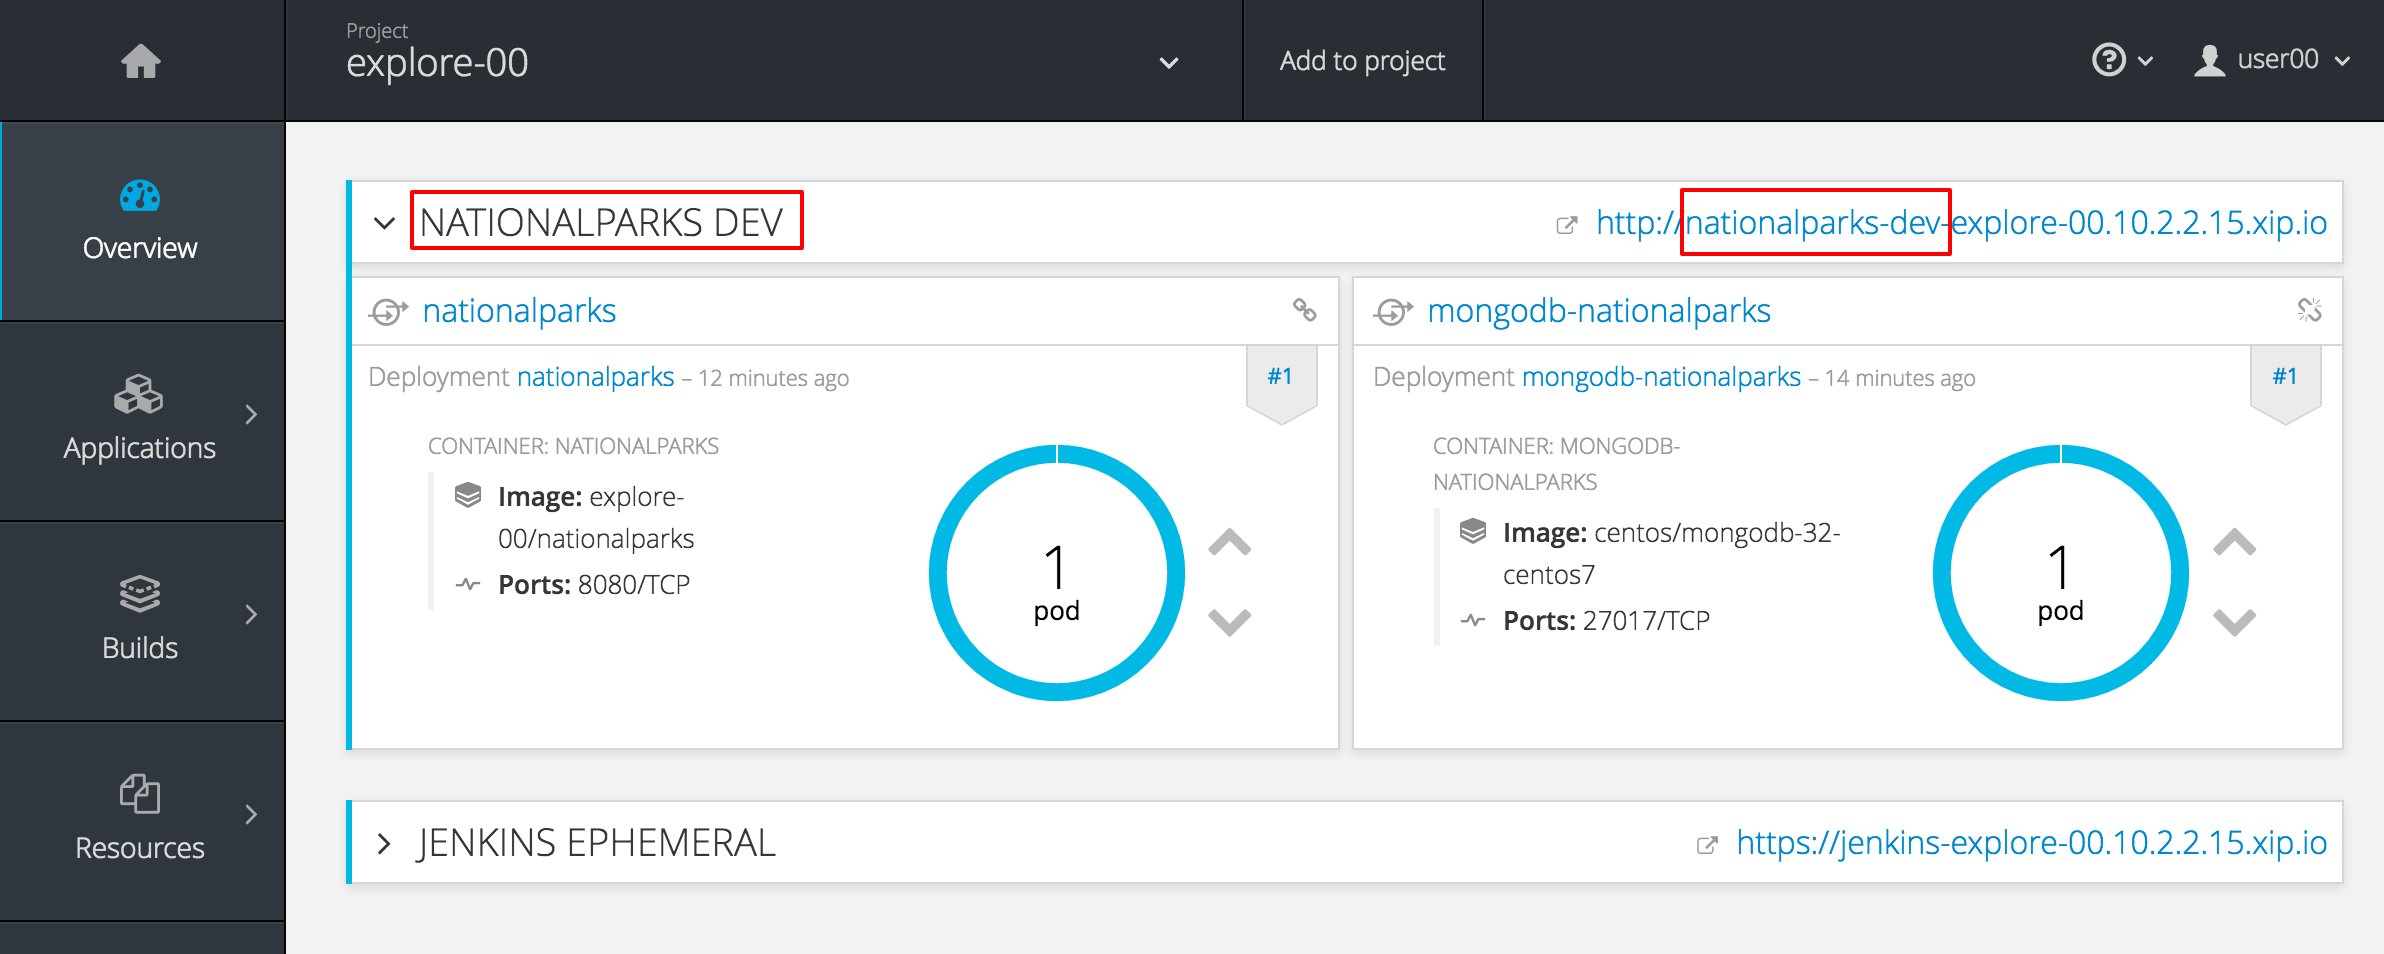 Project
explore-00
Add to project
user00
Overview
Applications
Builds
Resources
NATIONALPARKS DEV
http://nationalparks-dev-explore-00.10.2.2.15.xip.io
nationalparks
Deployment nationalparks – 12 minutes ago
#1
CONTAINER: NATIONALPARKS
Image: explore-
00/nationalparks
Ports: 8080/TCP
1
pod
mongodb-nationalparks
Deployment mongodb-nationalparks – 14 minutes ago
#1
CONTAINER: MONGODB-
NATIONALPARKS
Image: centos/mongodb-32-
centos7
Ports: 27017/TCP
1
pod
JENKINS EPHEMERAL
https://jenkins-explore-00.10.2.2.15.xip.io